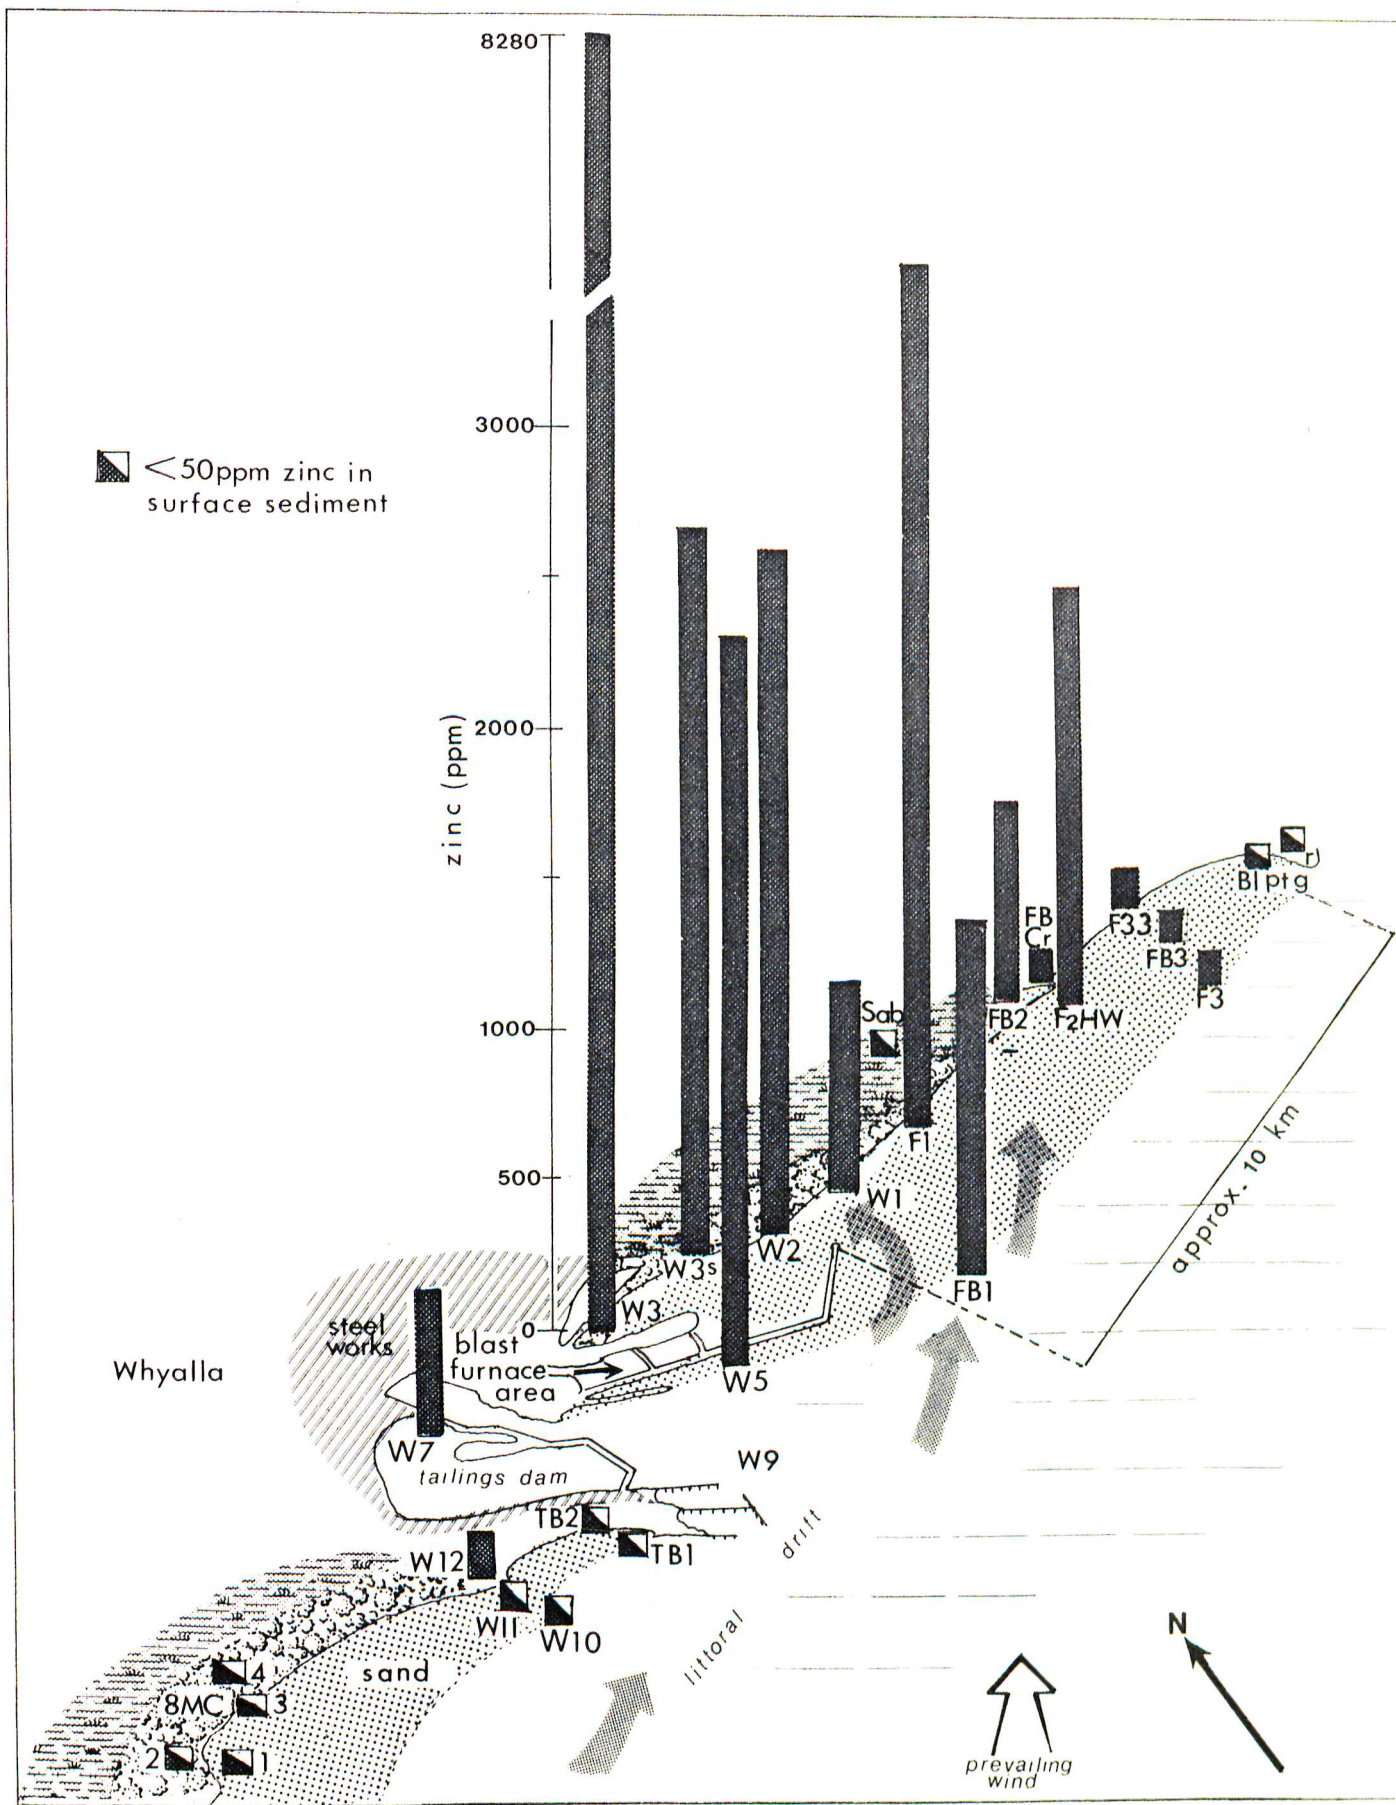 8280
3000
<50ppm zinc in
surface sediment
2000
zinc (ppm)
1000
500
0
Blptg
FB
Cr
F33
FB3
F3
Sab
FB2
F2HW
F1
W1
W2
W3s
W3
FB1
approx. 10 km
steel
works
blast
furnace
area
Whyalla
W5
W7
tailings dam
W9
TB2
TB1
drift
W12
W11
W10
littoral
sand
4
8MC
3
2
1
N
prevailing
wind